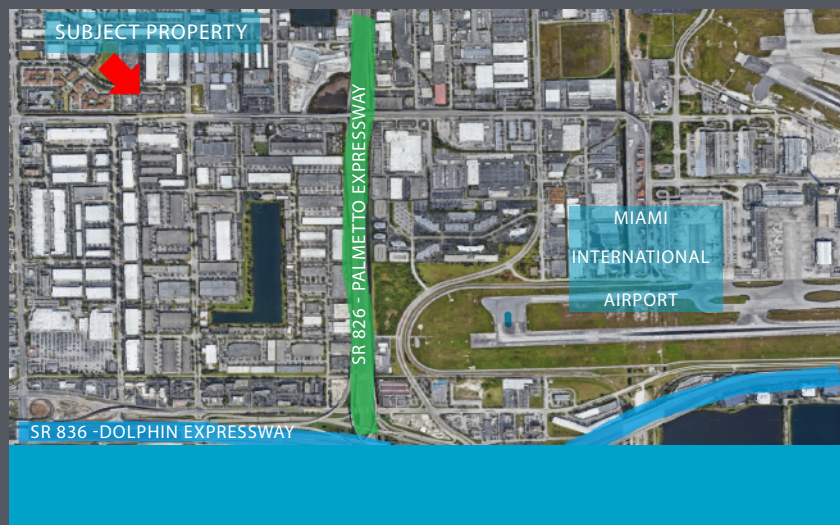 SUBJECT PROPERTY
SR 826 - PALMETTO EXPRESSWAY
MIAMI
INTERNATIONAL
AIRPORT
SR 836 -DOLPHIN EXPRESSWAY